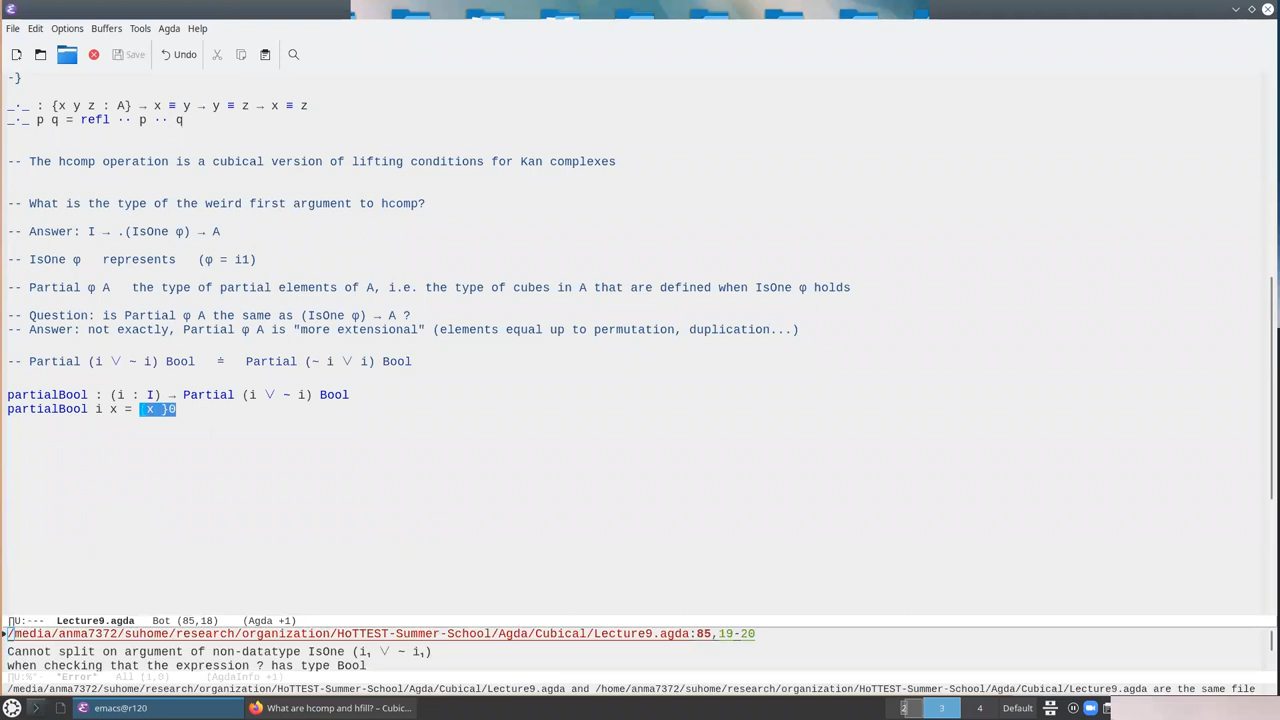 File Edit Options Buffers Tools Agda Help
Save Undo
-}
_∙_ : {x y z : A} → x ≡ y → y ≡ z → x ≡ z
_∙_ p q = refl ∙∙ p ∙∙ q
-- The hcomp operation is a cubical version of lifting conditions for Kan complexes
-- What is the type of the weird first argument to hcomp?
-- Answer: I → .(IsOne φ) → A
-- IsOne φ   represents   (φ = i1)
-- Partial φ A   the type of partial elements of A, i.e. the type of cubes in A that are defined when IsOne φ holds
-- Question: is Partial φ A the same as (IsOne φ) → A ?
-- Answer: not exactly, Partial φ A is "more extensional" (elements equal up to permutation, duplication...)
-- Partial (i ∨ ~ i) Bool   ≐   Partial (~ i ∨ i) Bool
partialBool : (i : I) → Partial (i ∨ ~ i) Bool
partialBool i x = { x }0
∏U:--- Lecture9.agda Bot (85,18) (Agda +1)
/media/anma7372/suhome/research/organization/HoTTEST-Summer-School/Agda/Cubical/Lecture9.agda:85,19-20
Cannot split on argument of non-datatype IsOne (i₁ ∨ ~ i₁)
when checking that the expression ? has type Bool
∏U:%*- *Error* All (1,0) (AgdaInfo +1)
/media/anma7372/suhome/research/organization/HoTTEST-Summer-School/Agda/Cubical/Lecture9.agda and /home/anma7372/suhome/research/organization/HoTTEST-Summer-School/Agda/Cubical/Lecture9.agda are the same file
emacs@r120 What are hcomp and hfill? – Cubic... 2 3 4 Default